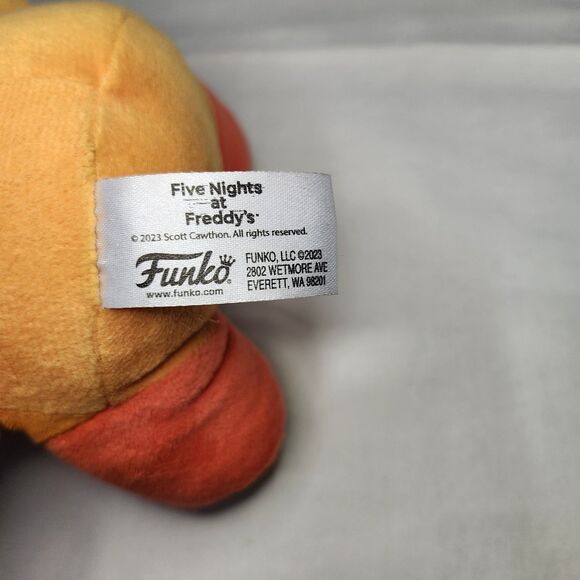 Five Nights
at
Freddy's
© 2023 Scott Cawthon. All rights reserved.
Funko
www.funko.com
FUNKO, LLC ©2023
2802 WETMORE AVE
EVERETT, WA 98201